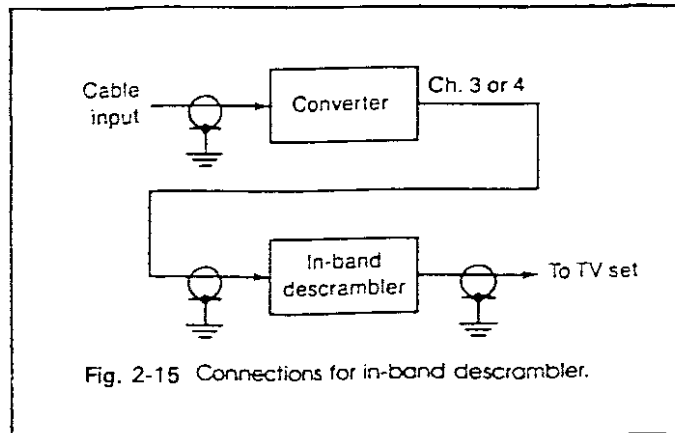 Cable
input
Converter
Ch. 3 or 4
In-band
descrambler
To TV set
Fig. 2-15 Connections for in-band descrambler.